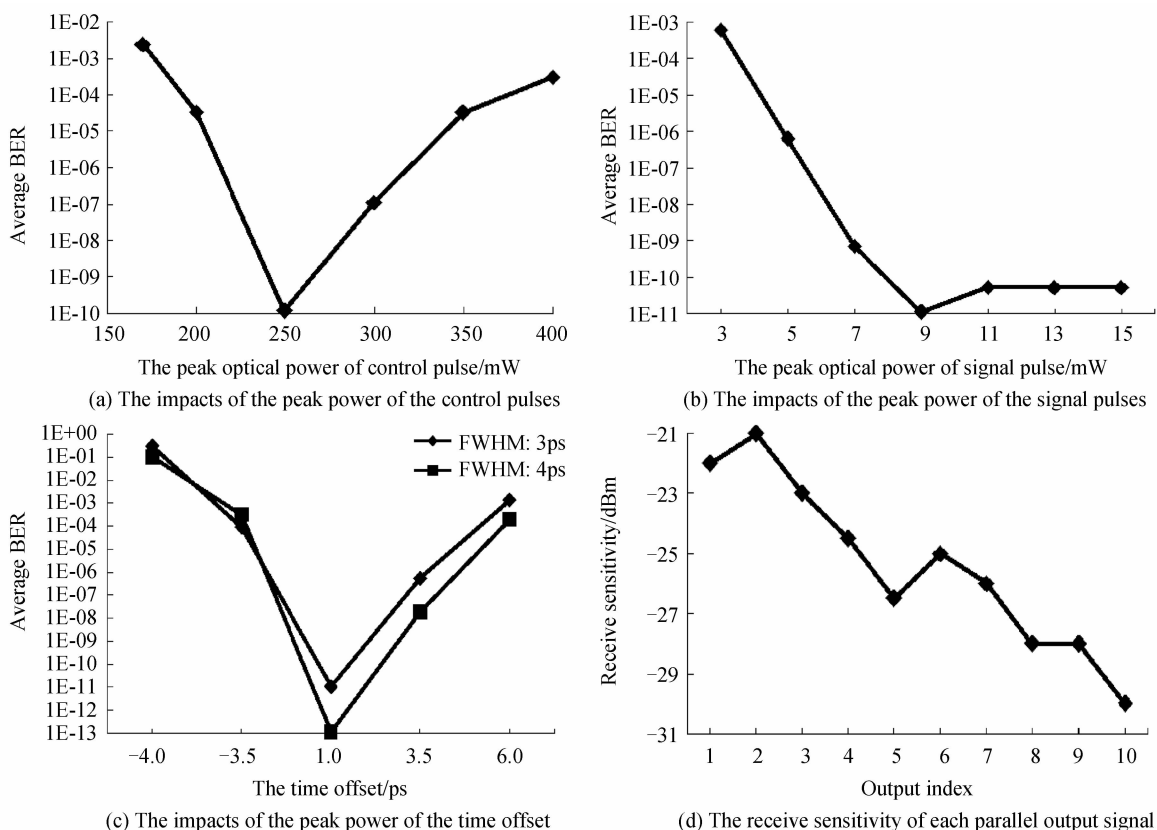 1E-02
1E-03
1E-04
1E-05
1E-06
1E-07
1E-08
1E-09
1E-10
Average BER
150 200 250 300 350 400
The peak optical power of control pulse/mW
(a) The impacts of the peak power of the control pulses
1E-03
1E-04
1E-05
1E-06
1E-07
1E-08
1E-09
1E-10
1E-11
Average BER
3 5 7 9 11 13 15
The peak optical power of signal pulse/mW
(b) The impacts of the peak power of the signal pulses
1E+00
1E-01
1E-02
1E-03
1E-04
1E-05
1E-06
1E-07
1E-08
1E-09
1E-10
1E-11
1E-12
1E-13
Average BER
FWHM: 3ps
FWHM: 4ps
−4.0 −3.5 1.0 3.5 6.0
The time offset/ps
(c) The impacts of the peak power of the time offset
−21
−23
−25
−27
−29
−31
Receive sensitivity/dBm
1 2 3 4 5 6 7 8 9 10
Output index
(d) The receive sensitivity of each parallel output signal